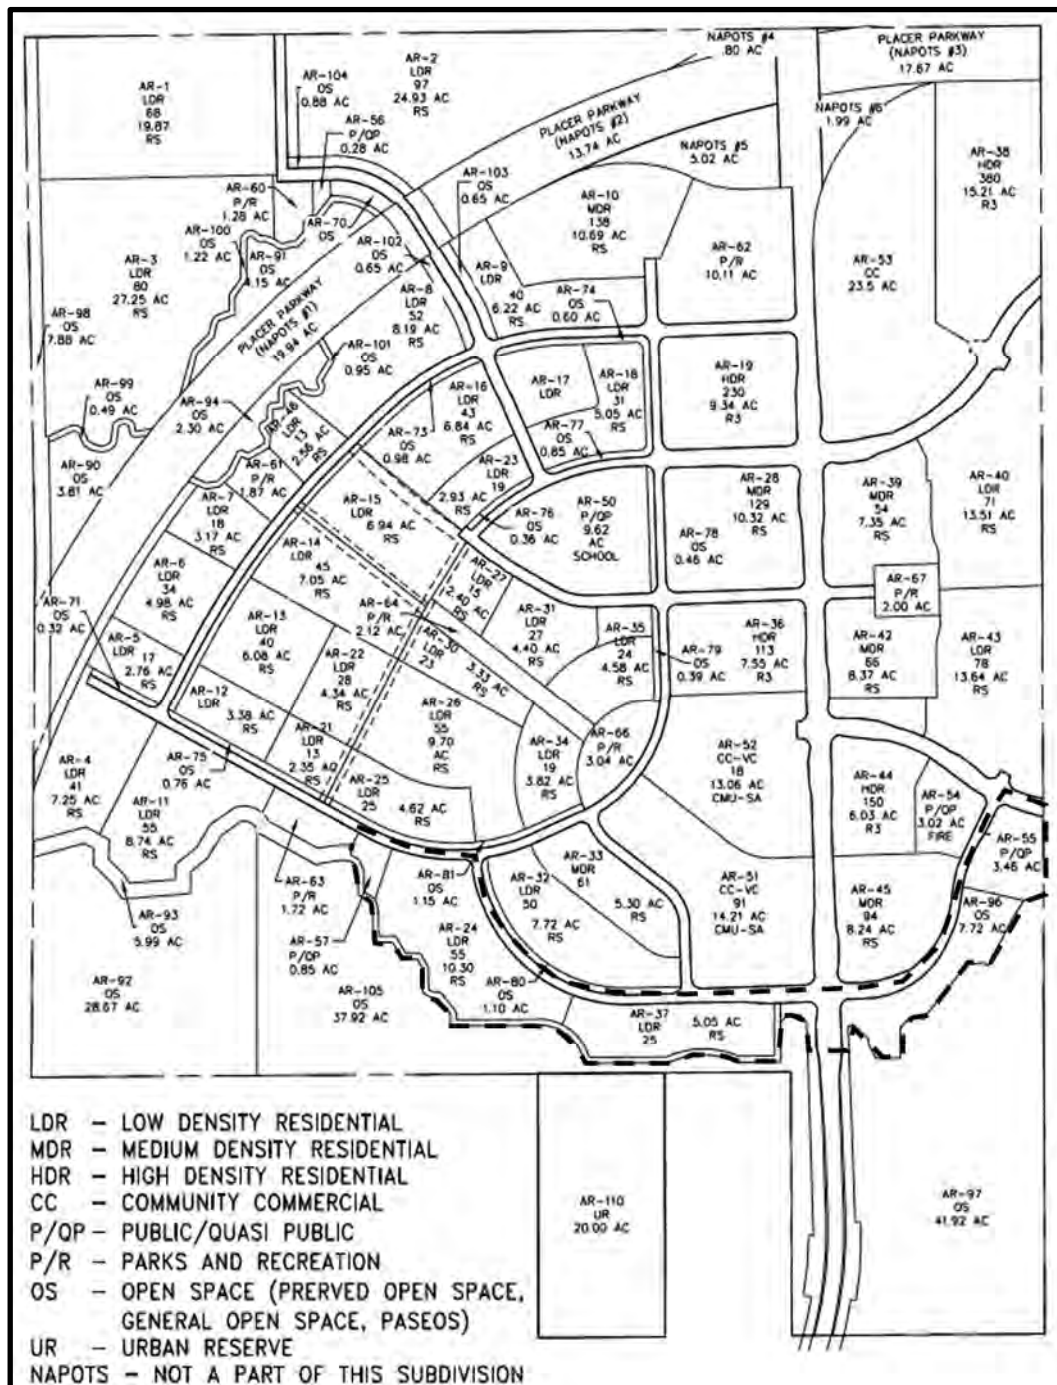 NAPOTS #4
.80 AC
PLACER PARKWAY
(NAPOTS #3)
17.67 AC
AR-1
LDR
68
19.87
RS
AR-104
OS
0.88 AC
AR-2
LDR
97
24.93 AC
RS
AR-56
P/QP
0.28 AC
PLACER PARKWAY
(NAPOTS #2)
13.74 AC
NAPOTS #5
5.02 AC
NAPOTS #6
1.99 AC
AR-38
HDR
380
15.21 AC
R3
AR-103
OS
0.65 AC
AR-60
P/R
1.28 AC
AR-100
OS
1.22 AC
AR-70
OS
AR-102
OS
0.65 AC
AR-91
OS
4.15 AC
AR-10
MDR
138
10.69 AC
RS
AR-62
P/R
10.11 AC
AR-53
CC
23.5 AC
AR-3
LDR
80
27.25 AC
RS
AR-9
LDR
40
6.22 AC
RS
AR-8
LDR
52
8.19 AC
RS
AR-74
OS
0.60 AC
AR-98
OS
7.88 AC
PLACER PARKWAY
(NAPOTS #1)
19.94 AC
AR-101
OS
0.95 AC
AR-99
OS
0.49 AC
AR-94
OS
2.30 AC
AR-46
LDR
13
2.56 AC
RS
AR-16
LDR
43
6.84 AC
RS
AR-17
LDR
AR-18
LDR
31
5.05 AC
RS
AR-19
HDR
230
9.34 AC
R3
AR-73
OS
0.98 AC
AR-77
OS
0.85 AC
AR-90
OS
3.81 AC
AR-61
P/R
1.87 AC
AR-23
LDR
19
2.93 AC
RS
AR-7
LDR
18
3.17 AC
RS
AR-15
LDR
6.94 AC
RS
AR-76
OS
0.36 AC
AR-50
P/QP
9.62
AC
SCHOOL
AR-28
MDR
129
10.32 AC
RS
AR-78
OS
0.46 AC
AR-39
MDR
54
7.35 AC
RS
AR-40
LDR
71
13.51 AC
RS
AR-6
LDR
34
4.98 AC
RS
AR-14
LDR
45
7.05 AC
RS
AR-27
LDR
15
2.40 AC
RS
AR-67
P/R
2.00 AC
AR-71
OS
0.32 AC
AR-5
LDR
17
2.76 AC
RS
AR-13
LDR
40
6.08 AC
RS
AR-64
P/R
2.12 AC
AR-30
LDR
23
3.33 AC
RS
AR-31
LDR
27
4.40 AC
RS
AR-35
LDR
24
4.58 AC
RS
AR-79
OS
0.39 AC
AR-36
HDR
113
7.55 AC
R3
AR-42
MDR
66
8.37 AC
RS
AR-43
LDR
78
13.64 AC
RS
AR-22
LDR
28
4.34 AC
RS
AR-12
LDR
3.38 AC
RS
AR-26
LDR
55
9.70
AC
RS
AR-21
LDR
13
2.35 AC
RS
AR-34
LDR
19
3.82 AC
RS
AR-66
P/R
3.04 AC
AR-52
CC-VC
18
13.06 AC
CMU-SA
AR-4
LDR
41
7.25 AC
RS
AR-75
OS
0.76 AC
AR-11
LDR
55
8.74 AC
RS
AR-25
LDR
25
4.62 AC
RS
AR-44
HDR
150
6.03 AC
R3
AR-54
P/QP
3.02 AC
FIRE
AR-55
P/QP
3.46 AC
AR-63
P/R
1.72 AC
AR-81
OS
1.15 AC
AR-32
LDR
50
7.72 AC
RS
AR-33
MDR
61
5.30 AC
RS
AR-51
CC-VC
91
14.21 AC
CMU-SA
AR-45
MDR
94
8.24 AC
RS
AR-96
OS
7.72 AC
AR-93
OS
5.99 AC
AR-57
P/QP
0.85 AC
AR-24
LDR
55
10.30
RS
AR-80
OS
1.10 AC
AR-92
OS
28.67 AC
AR-105
OS
37.92 AC
AR-37
LDR
25
5.05 AC
RS
AR-110
UR
20.00 AC
AR-97
OS
41.92 AC
LDR – LOW DENSITY RESIDENTIAL
MDR – MEDIUM DENSITY RESIDENTIAL
HDR – HIGH DENSITY RESIDENTIAL
CC – COMMUNITY COMMERCIAL
P/QP – PUBLIC/QUASI PUBLIC
P/R – PARKS AND RECREATION
OS – OPEN SPACE (PRERVED OPEN SPACE,
GENERAL OPEN SPACE, PASEOS)
UR – URBAN RESERVE
NAPOTS – NOT A PART OF THIS SUBDIVISION